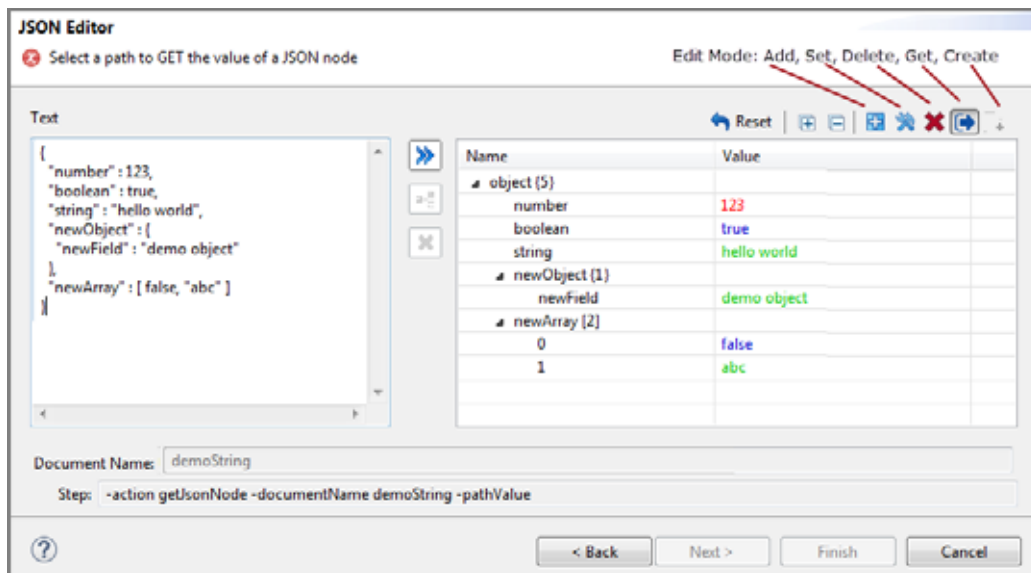 JSON Editor
Select a path to GET the value of a JSON node
Edit Mode: Add, Set, Delete, Get, Create
Text
Reset
{
"number" : 123,
"boolean" : true,
"string" : "hello world",
"newObject" : {
"newField" : "demo object"
},
"newArray" : [ false, "abc" ]
}
Name Value
object {5}
number 123
boolean true
string hello world
newObject {1}
newField demo object
newArray [2]
0 false
1 abc
Document Name: demoString
Step: -action getJsonNode -documentName demoString -pathValue
< Back Next > Finish Cancel